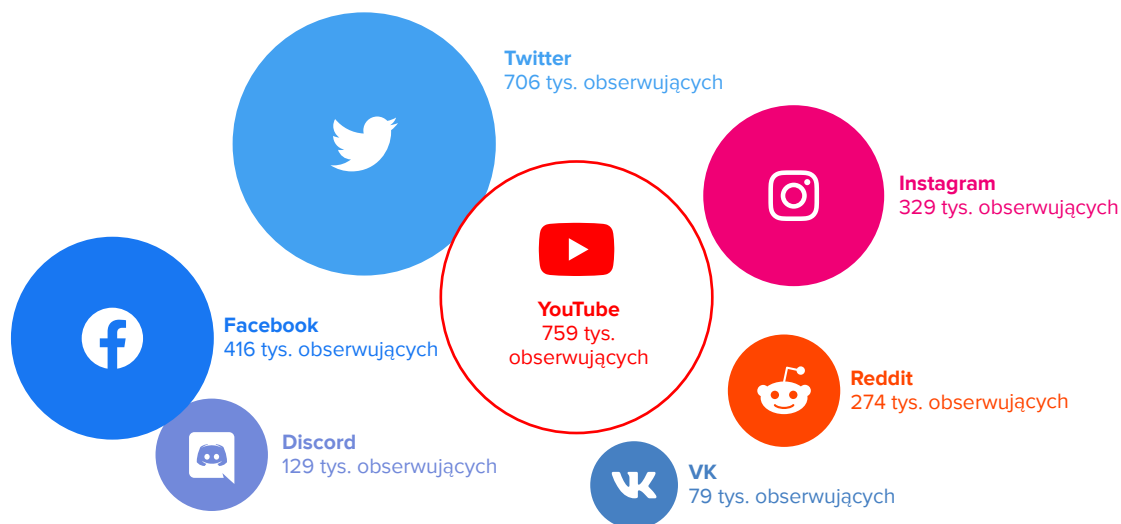 Twitter
706 tys. obserwujących
Instagram
329 tys. obserwujących
YouTube
759 tys.
obserwujących
Facebook
416 tys. obserwujących
Reddit
274 tys. obserwujących
Discord
129 tys. obserwujących
VK
79 tys. obserwujących